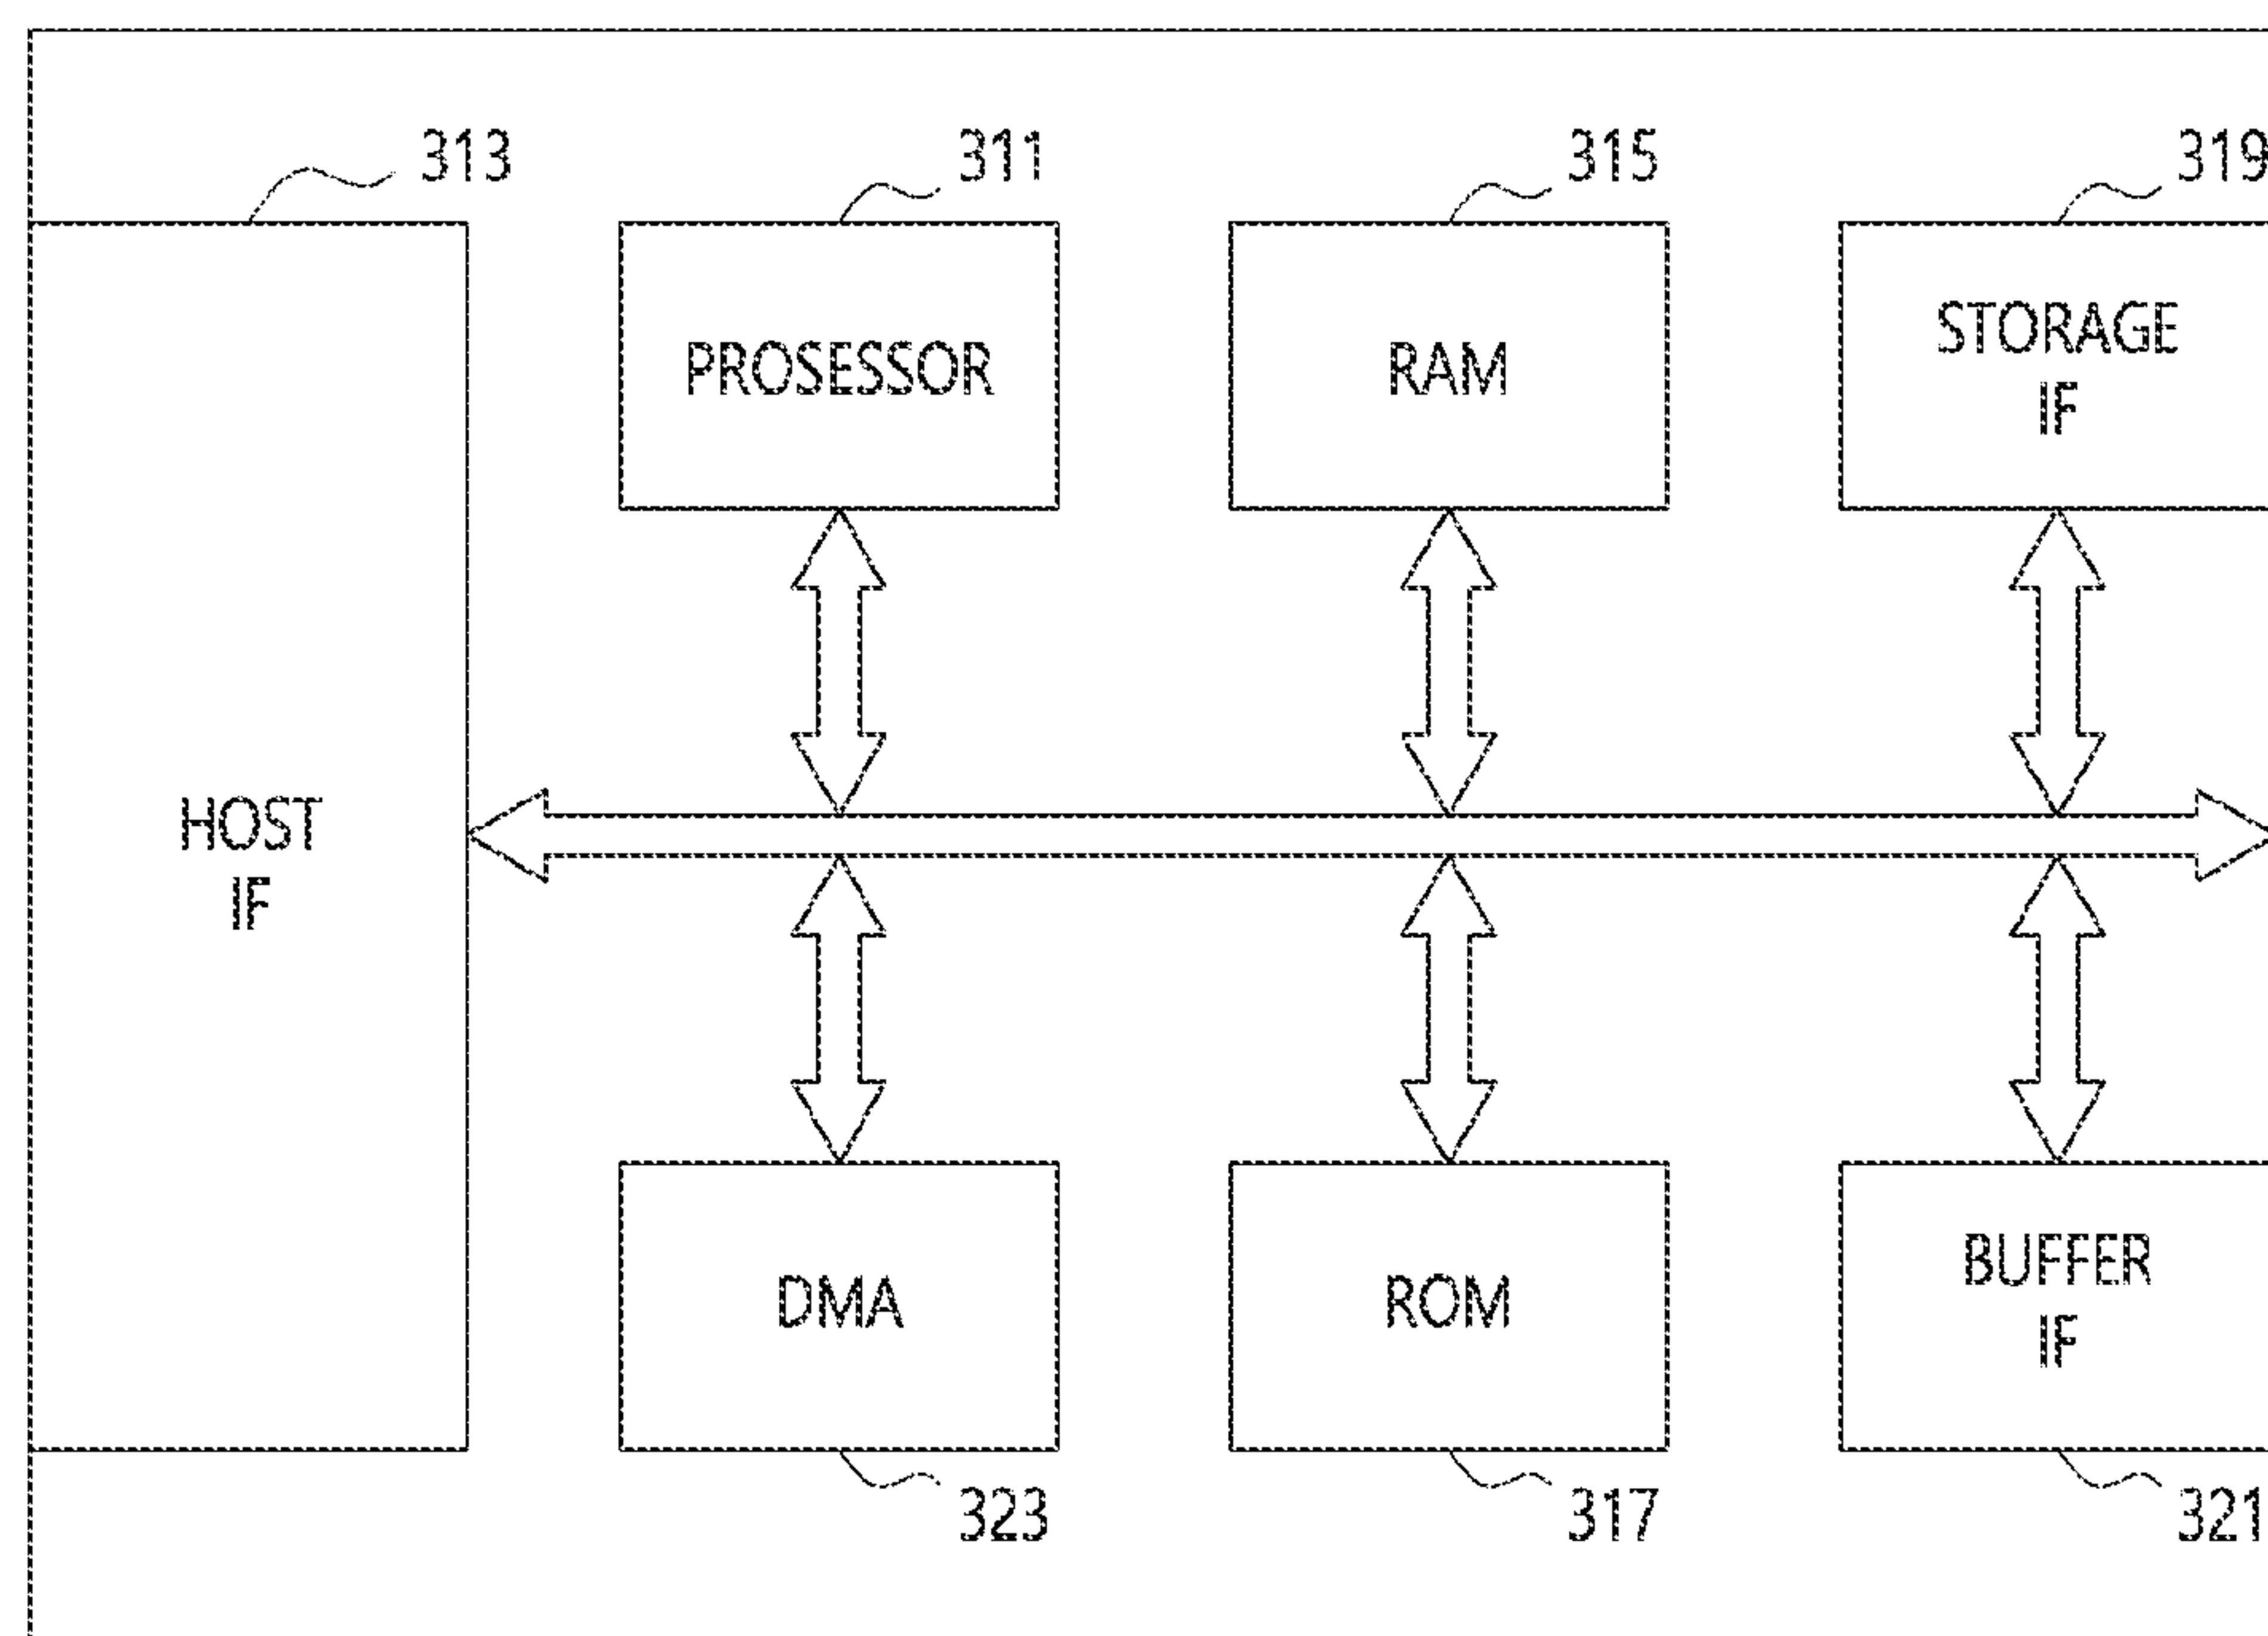 313
311
315
319
PROSESSOR
RAM
STORAGE
IF
HOST
IF
DMA
ROM
BUFFER
IF
323
317
321